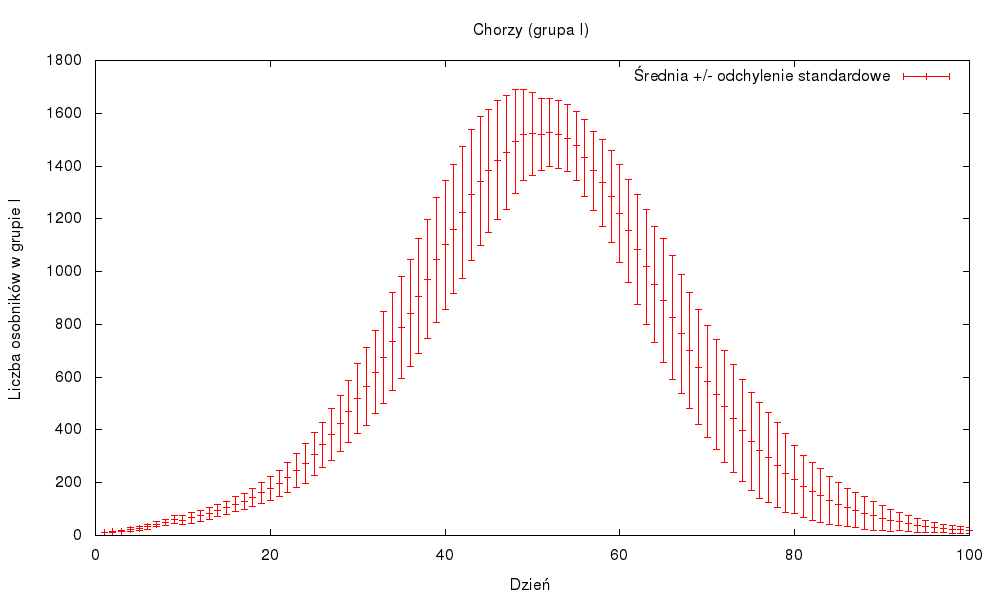 Chorzy (grupa I)
Średnia +/- odchylenie standardowe
Liczba osobników w grupie I
1800
1600
1400
1200
1000
800
600
400
200
0
0 20 40 60 80 100
Dzień